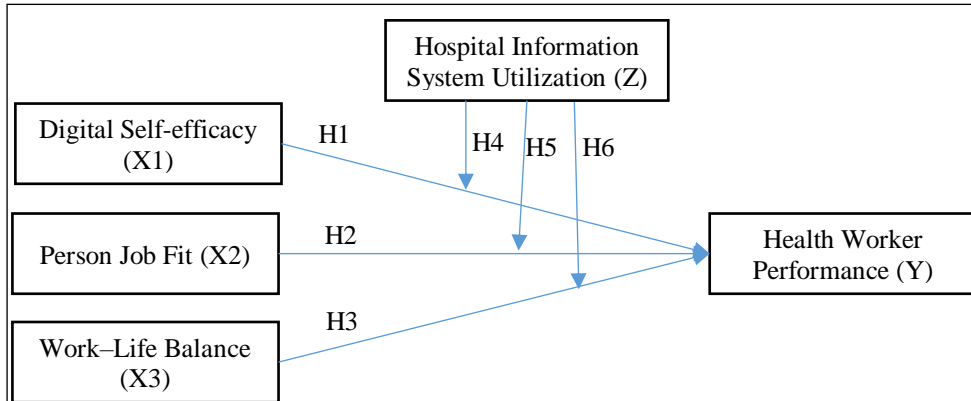 Hospital Information
System Utilization (Z)
Digital Self-efficacy
(X1)
H1
H4
H5
H6
Person Job Fit (X2)
H2
Health Worker
Performance (Y)
H3
Work–Life Balance
(X3)